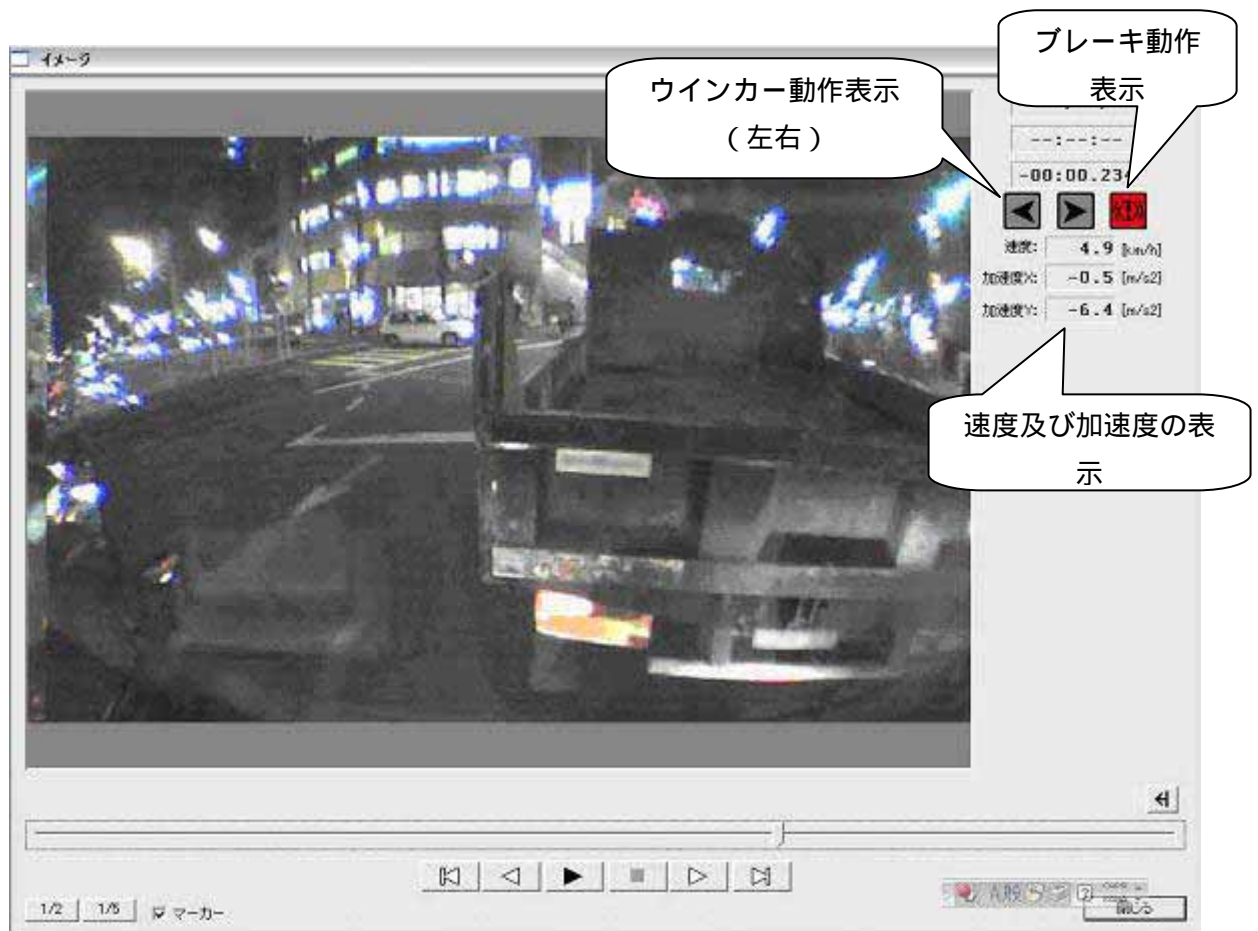 ブレーキ動作
表示
イメージ
ウインカー動作表示
(左右)
--:--:--
-00:00.234
速度: 4.9 [km/h]
加速度X: -0.5 [m/s2]
加速度Y: -6.4 [m/s2]
速度及び加速度の表
示
1/2 1/5 マーカー
閉じる